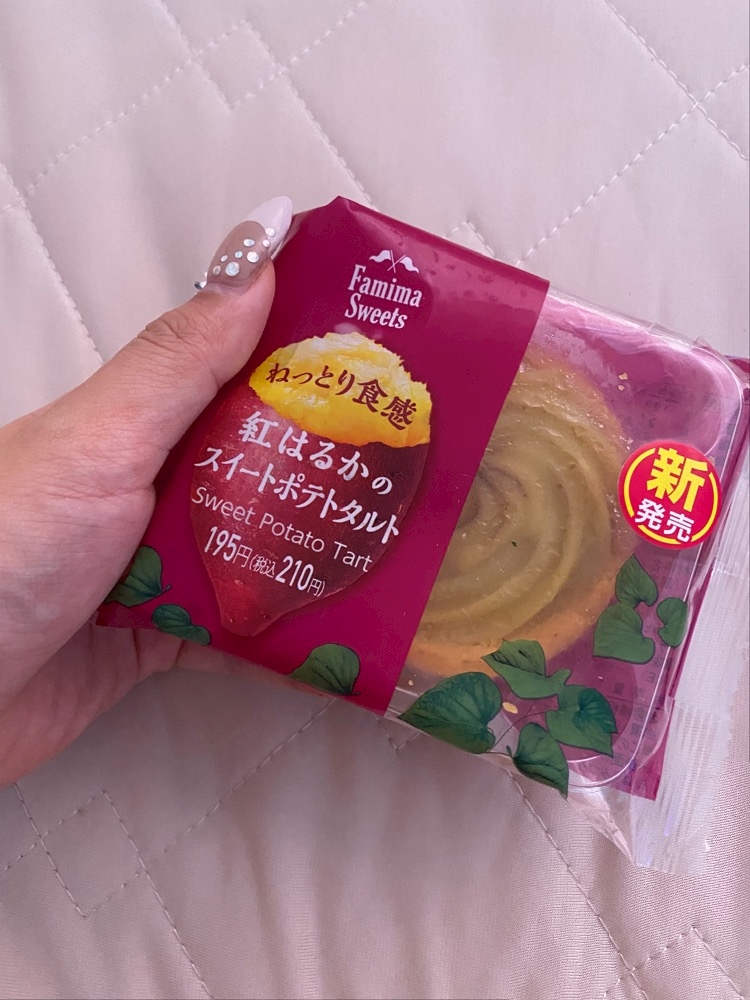 Famima
Sweets
ねっとり食感
紅はるかの
スイートポテトタルト
Sweet Potato Tart
195円(税込210円)
新
発売